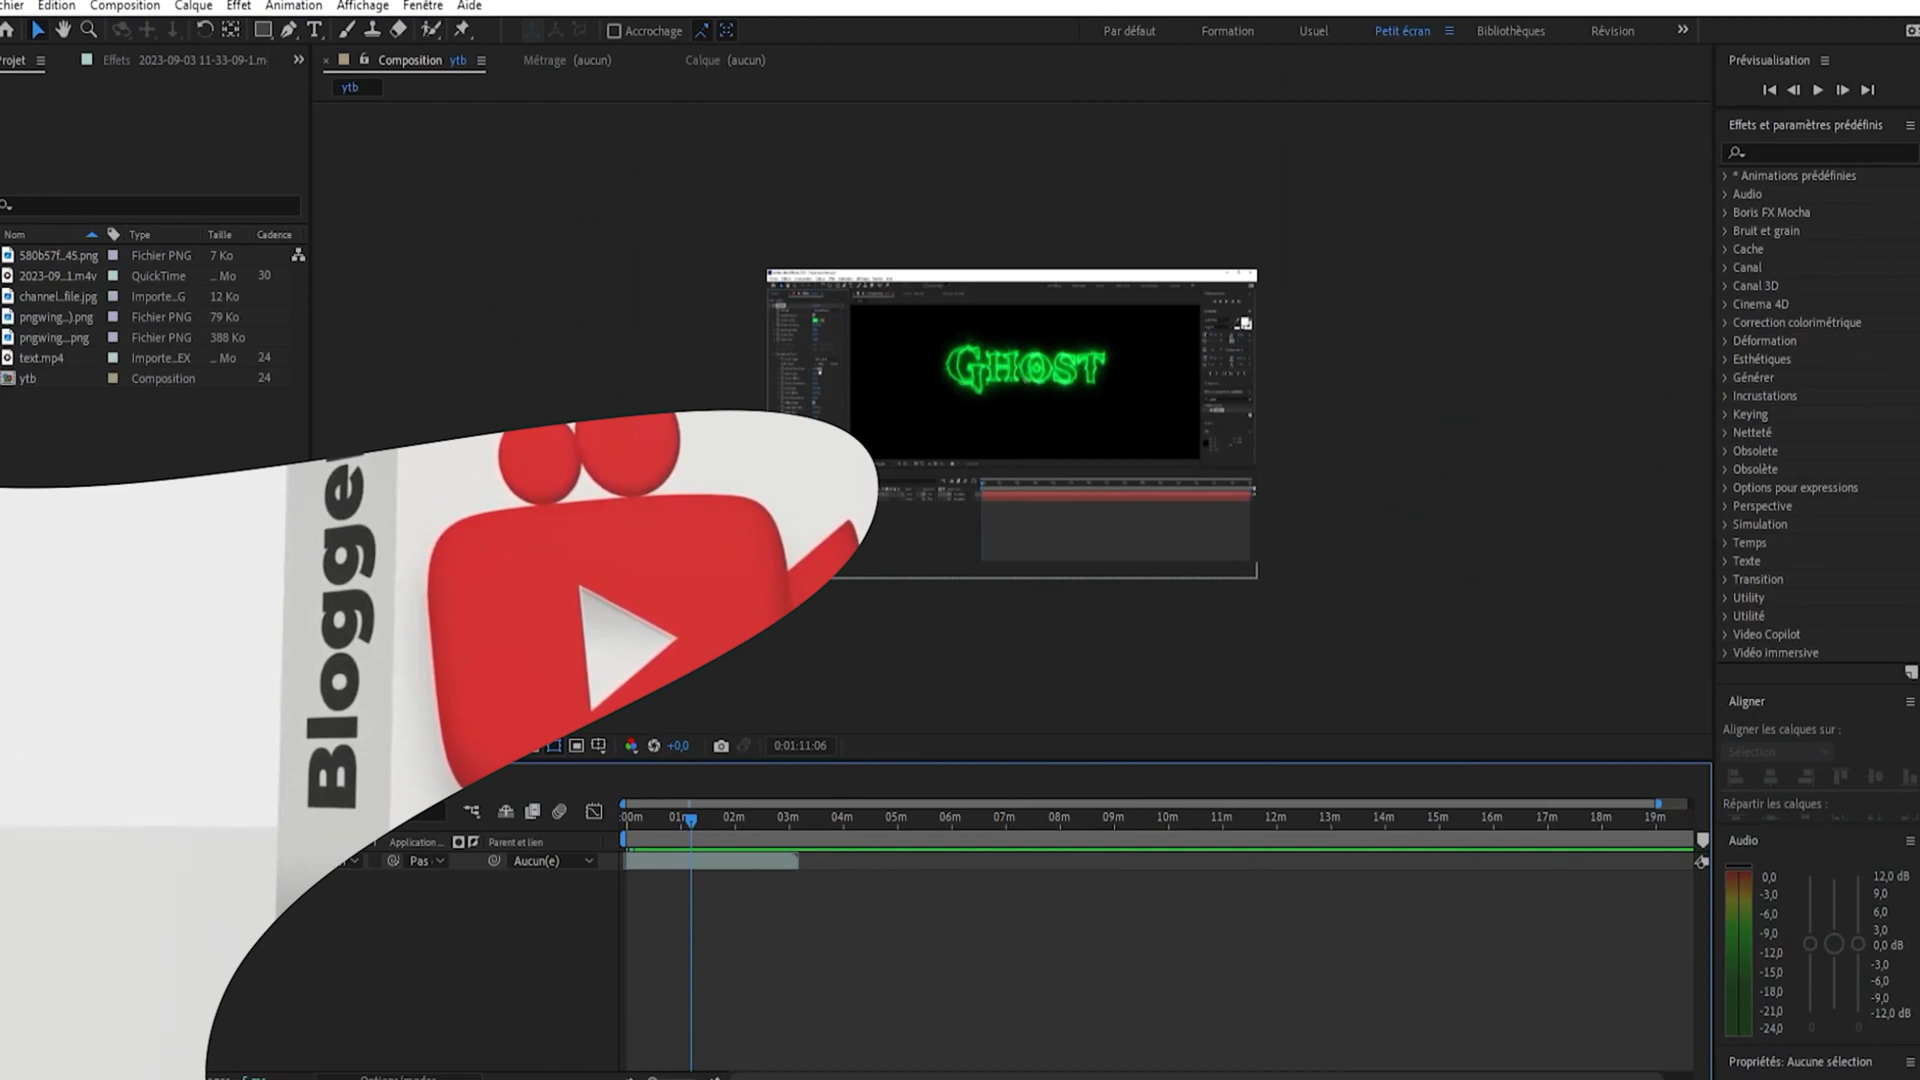 chier Edition Composition Calque Effet Animation Affichage Fenêtre Aide
Accrochage
Par défaut Formation Usuel Petit écran Bibliothèques Révision
Projet Effets 2023-09-03 11-33-09-1.m
Composition ytb
Métrage (aucun)
Calque (aucun)
Prévisualisation
ytb
Effets et paramètres prédéfinis
Nom Type Taille Cadence
580b57f...45.png Fichier PNG 7 Ko
2023-09...1.m4v QuickTime ... Mo 30
channel...file.jpg Importe...G 12 Ko
pngwing...).png Fichier PNG 79 Ko
pngwing...png Fichier PNG 388 Ko
text.mp4 Importe...EX ... Mo 24
ytb Composition 24
* Animations prédéfinies
Audio
Boris FX Mocha
Bruit et grain
Cache
Canal
Canal 3D
Cinema 4D
Correction colorimétrique
Déformation
Esthétiques
Générer
Incrustations
Keying
Netteté
Obsolete
Obsolète
Options pour expressions
Perspective
Simulation
Temps
Texte
Transition
Utility
Utilité
Video Copilot
Vidéo immersive
Ghost
Blogge
+0,0
0:01:11:06
Aligner
Aligner les calques sur :
Sélection
Répartir les calques :
:00m 01m 02m 03m 04m 05m 06m 07m 08m 09m 10m 11m 12m 13m 14m 15m 16m 17m 18m 19m
Application... Parent et lien
Pas Aucun(e)
Audio
0,0
-3,0
-6,0
-9,0
-12,0
-15,0
-18,0
-21,0
-24,0
12,0 dB
9,0
6,0
3,0
0,0 dB
-3,0
-6,0
-9,0
-12,0 dB
0 0
Propriétés: Aucune sélection